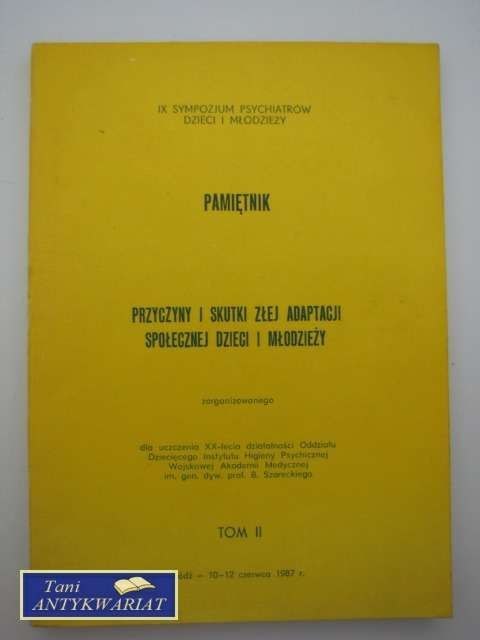 IX SYMPOZJUM PSYCHIATRÓW
DZIECI I MŁODZIEŻY
PAMIĘTNIK
PRZYCZYNY I SKUTKI ZŁEJ ADAPTACJI
SPOŁECZNEJ DZIECI I MŁODZIEŻY
zorganizowanego
dla uczczenia XX-lecia działalności Oddziału
Dziecięcego Instytutu Higieny Psychicznej
Wojskowej Akademii Medycznej
im. gen. dyw. prof. B. Szareckiego
TOM II
10–12 czerwca 1987 r.
Tani
ANTYKWARIAT